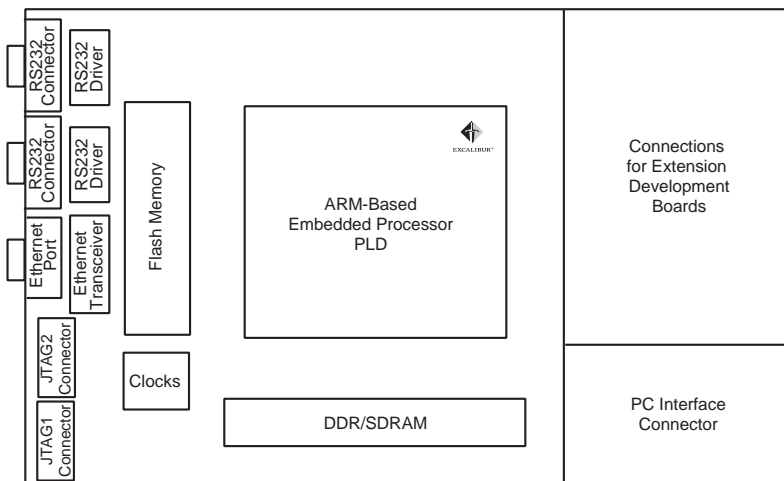 RS232
Connector
RS232
Driver
RS232
Connector
RS232
Driver
Ethernet
Port
Ethernet
Transceiver
JTAG2
Connector
JTAG1
Connector
Flash Memory
Clocks
EXCALIBUR™
ARM-Based
Embedded Processor
PLD
DDR/SDRAM
Connections
for Extension
Development
Boards
PC Interface
Connector